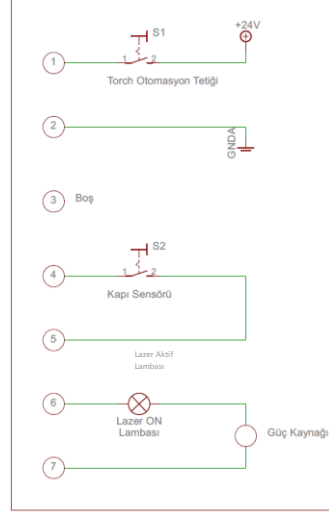 +24V
S1
1
1 2
Torch Otomasyon Tetiği
2
GNDA
3
Boş
S2
4
1 2
Kapı Sensörü
5
Lazer Aktif
Lambası
6
Lazer ON
Lambası
Güç Kaynağı
7